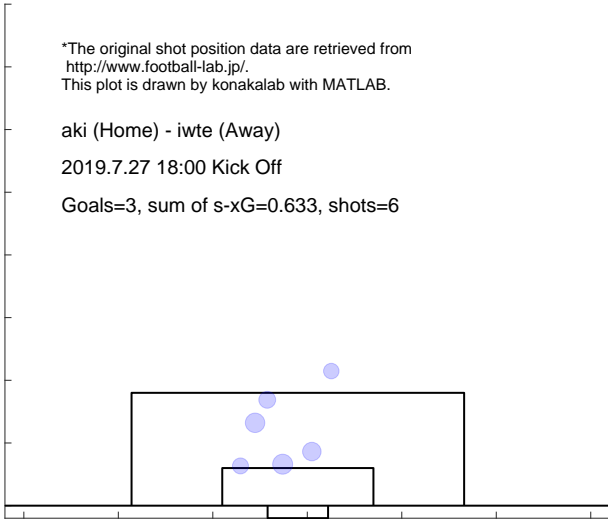 *The original shot position data are retrieved from
http://www.football-lab.jp/.
This plot is drawn by konakalab with MATLAB.
aki (Home) - iwte (Away)
2019.7.27 18:00 Kick Off
Goals=3, sum of s-xG=0.633, shots=6